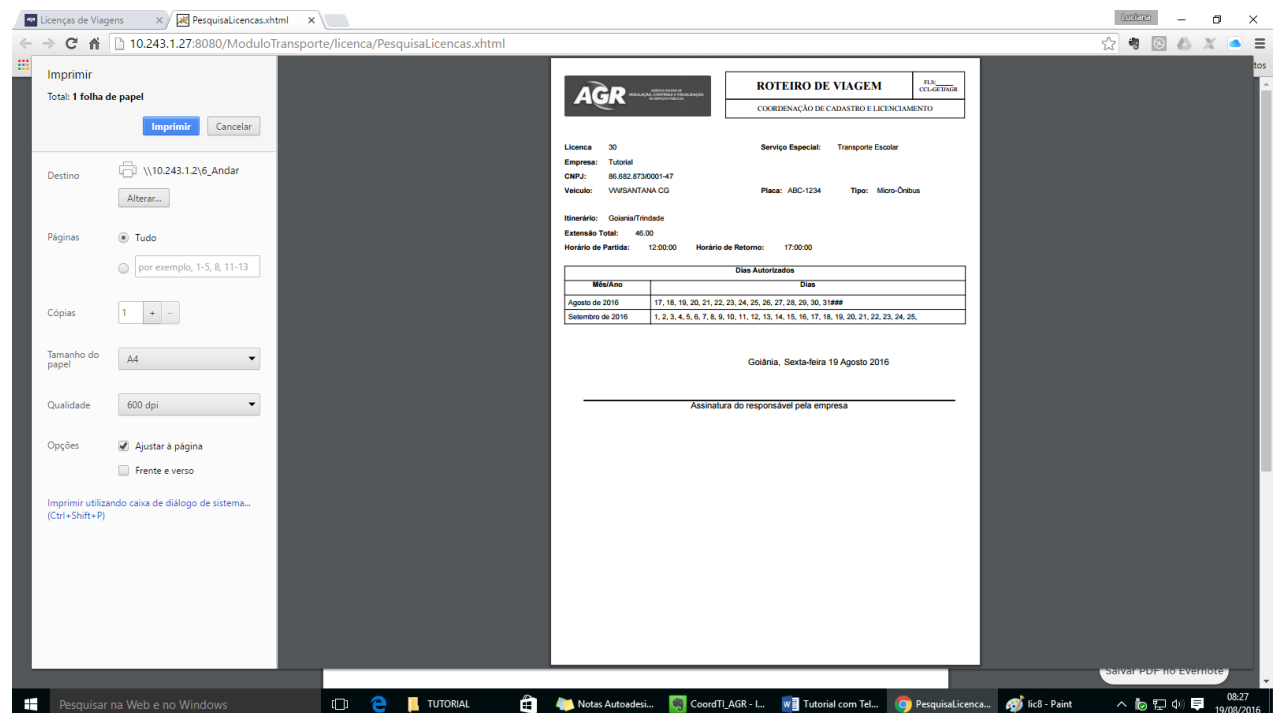 Licenças de Viagens
PesquisaLicencas.xhtml
Luciana
10.243.1.27:8080/ModuloTransporte/licenca/PesquisaLicencas.xhtml
tos
Imprimir
Total: 1 folha de papel
Imprimir
Cancelar
Destino
\\10.243.1.2\6_Andar
Alterar...
Páginas
Tudo
por exemplo, 1-5, 8, 11-13
Cópias
1
+
-
Tamanho do papel
A4
Qualidade
600 dpi
Opções
Ajustar à página
Frente e verso
Imprimir utilizando caixa de diálogo de sistema...
(Ctrl+Shift+P)
AGR
ROTEIRO DE VIAGEM
FLS:____
CCL-GET/AGR
COORDENAÇÃO DE CADASTRO E LICENCIAMENTO
Licenca 30 Serviço Especial: Transporte Escolar
Empresa: Tutorial
CNPJ: 86.682.873/0001-47
Veiculo: VW/SANTANA CG Placa: ABC-1234 Tipo: Micro-Ônibus
Itinerário: Goiania/Trindade
Extensão Total: 46.00
Horário de Partida: 12:00:00 Horário de Retorno: 17:00:00
Dias Autorizados
Mês/Ano Dias
Agosto de 2016 17, 18, 19, 20, 21, 22, 23, 24, 25, 26, 27, 28, 29, 30, 31###
Setembro de 2016 1, 2, 3, 4, 5, 6, 7, 8, 9, 10, 11, 12, 13, 14, 15, 16, 17, 18, 19, 20, 21, 22, 23, 24, 25,
Goiânia, Sexta-feira 19 Agosto 2016
Assinatura do responsável pela empresa
Salvar PDF no Evernote
Pesquisar na Web e no Windows
TUTORIAL
Notas Autoadesi...
CoordTI_AGR - I...
Tutorial com Tel...
PesquisaLicenca...
lic8 - Paint
08:27
19/08/2016